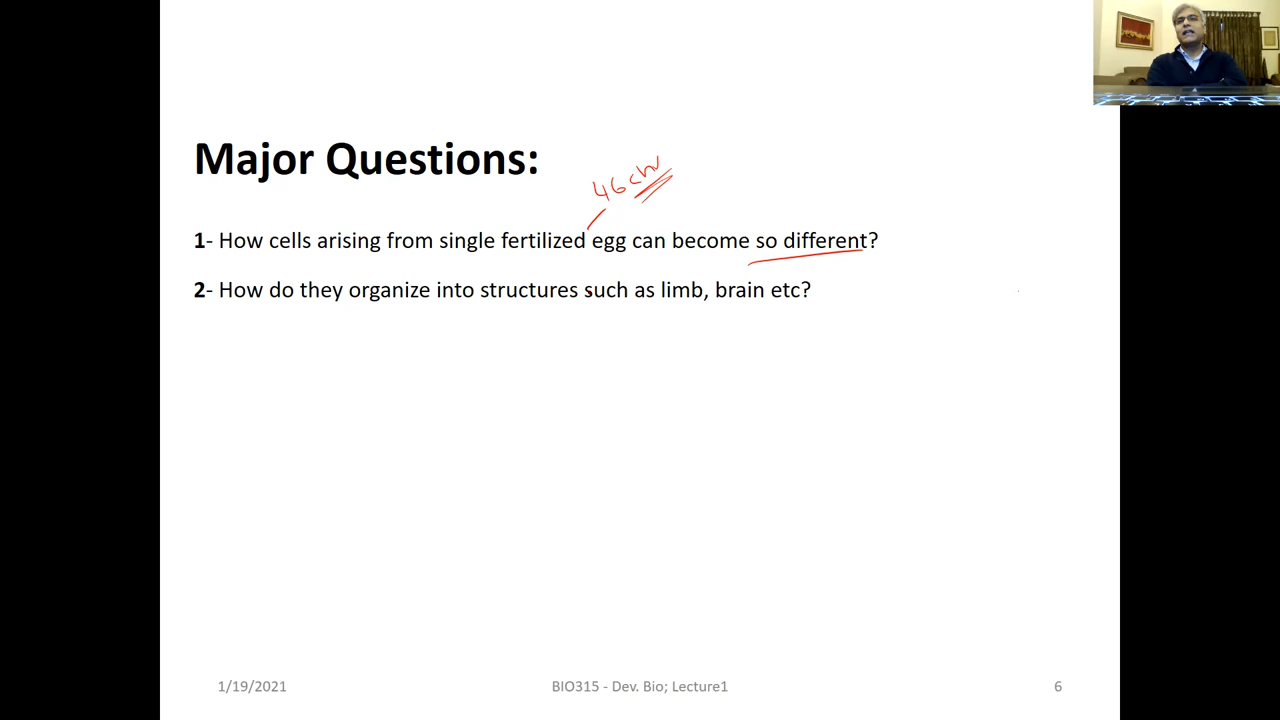 Major Questions:
46 chr
1- How cells arising from single fertilized egg can become so different?
2- How do they organize into structures such as limb, brain etc?
1/19/2021
BIO315 - Dev. Bio; Lecture1
6